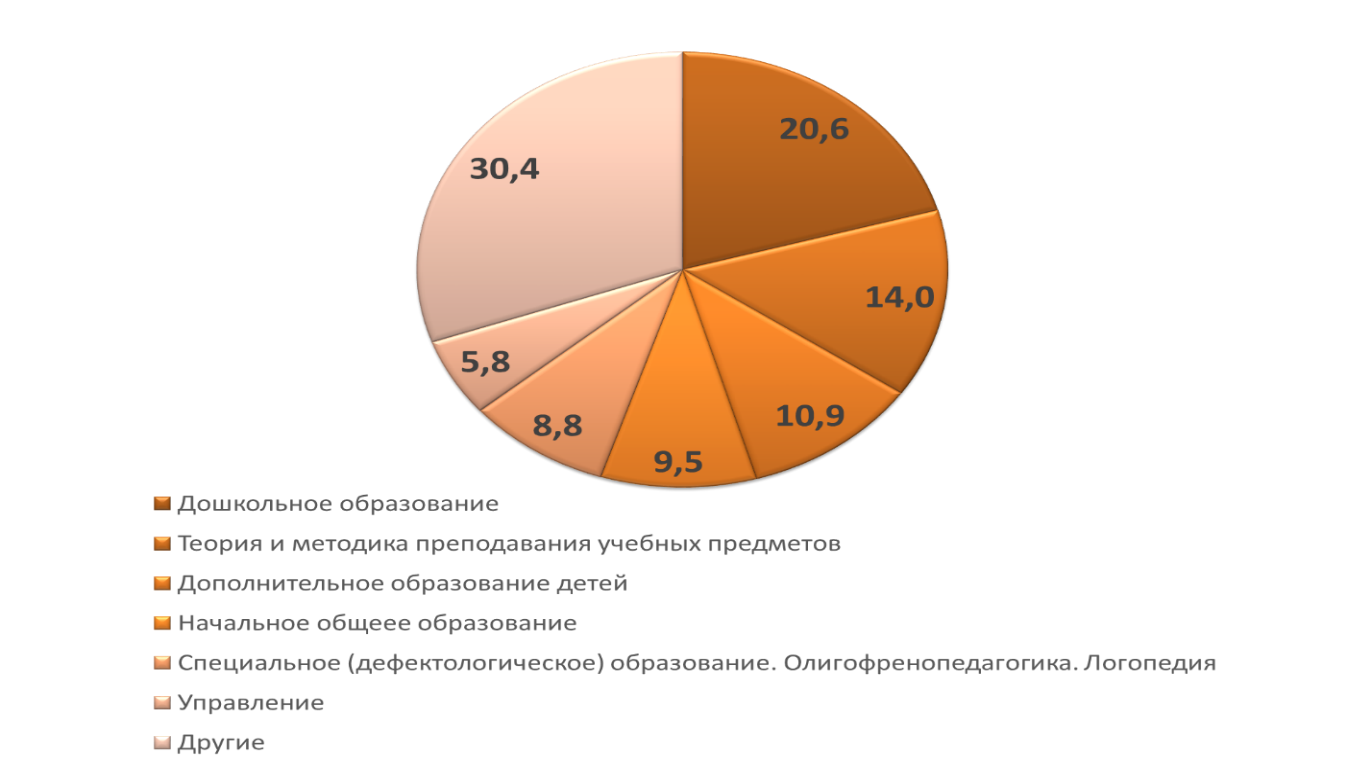 20,6
30,4
14,0
5,8
10,9
8,8
9,5
Дошкольное образование
Теория и методика преподавания учебных предметов
Дополнительное образование детей
Начальное общеее образование
Специальное (дефектологическое) образование. Олигофренопедагогика. Логопедия
Управление
Другие